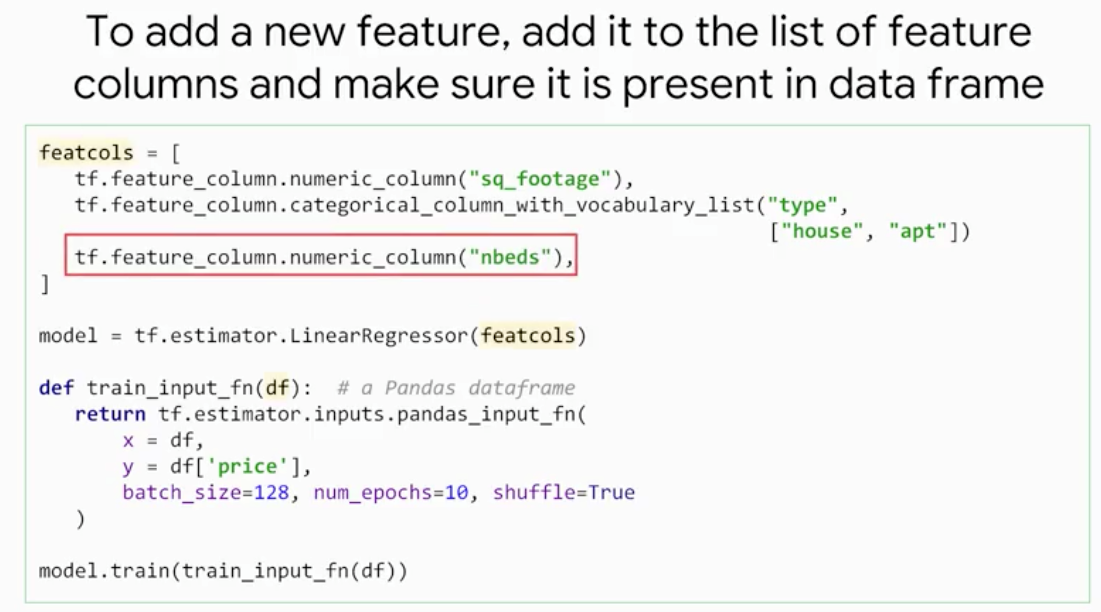 To add a new feature, add it to the list of feature
columns and make sure it is present in data frame
featcols = [
tf.feature_column.numeric_column("sq_footage"),
tf.feature_column.categorical_column_with_vocabulary_list("type",
["house", "apt"])
tf.feature_column.numeric_column("nbeds"),
]
model = tf.estimator.LinearRegressor(featcols)
def train_input_fn(df):  # a Pandas dataframe
return tf.estimator.inputs.pandas_input_fn(
x = df,
y = df['price'],
batch_size=128, num_epochs=10, shuffle=True
)
model.train(train_input_fn(df))